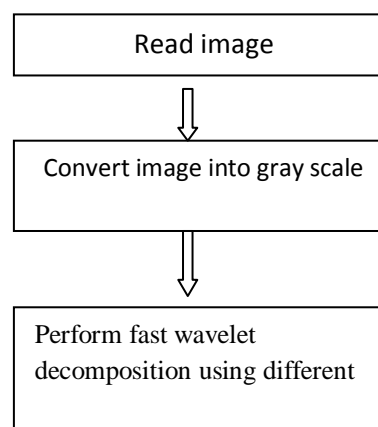 Read image
Convert image into gray scale
Perform fast wavelet
decomposition using different